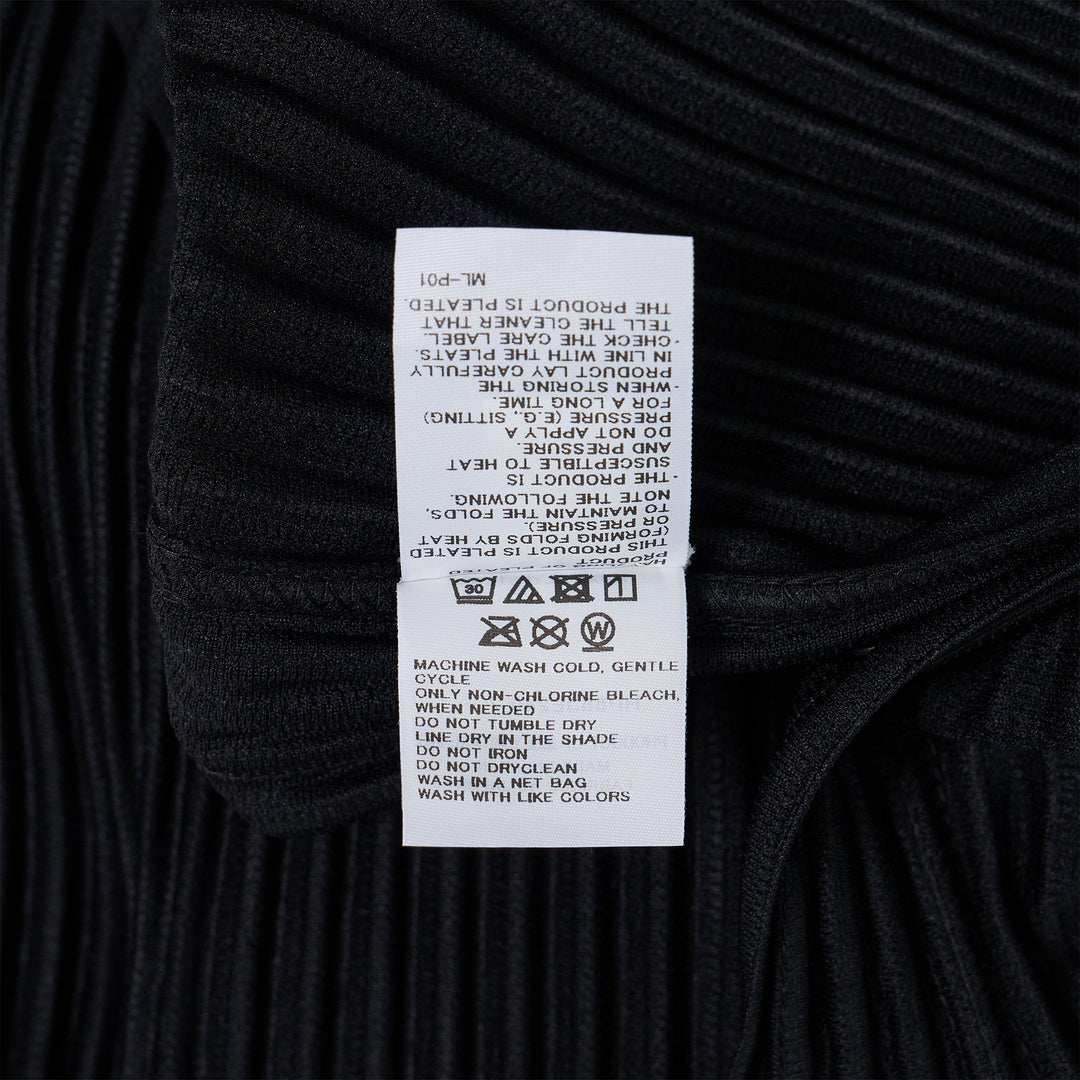 HANDLING OF PLEATED
PRODUCT
THIS PRODUCT IS PLEATED
(FORMING FOLDS BY HEAT
OR PRESSURE).
TO MAINTAIN THE FOLDS,
NOTE THE FOLLOWING.
· THE PRODUCT IS
SUSCEPTIBLE TO HEAT
AND PRESSURE.
DO NOT APPLY A
PRESSURE (E.G., SITTING)
FOR A LONG TIME.
· WHEN STORING THE
PRODUCT LAY CAREFULLY
IN LINE WITH THE PLEATS.
· CHECK THE CARE LABEL.
TELL THE CLEANER THAT
THE PRODUCT IS PLEATED.
ML-P01
30
W
MACHINE WASH COLD, GENTLE
CYCLE
ONLY NON-CHLORINE BLEACH,
WHEN NEEDED
DO NOT TUMBLE DRY
LINE DRY IN THE SHADE
DO NOT IRON
DO NOT DRYCLEAN
WASH IN A NET BAG
WASH WITH LIKE COLORS